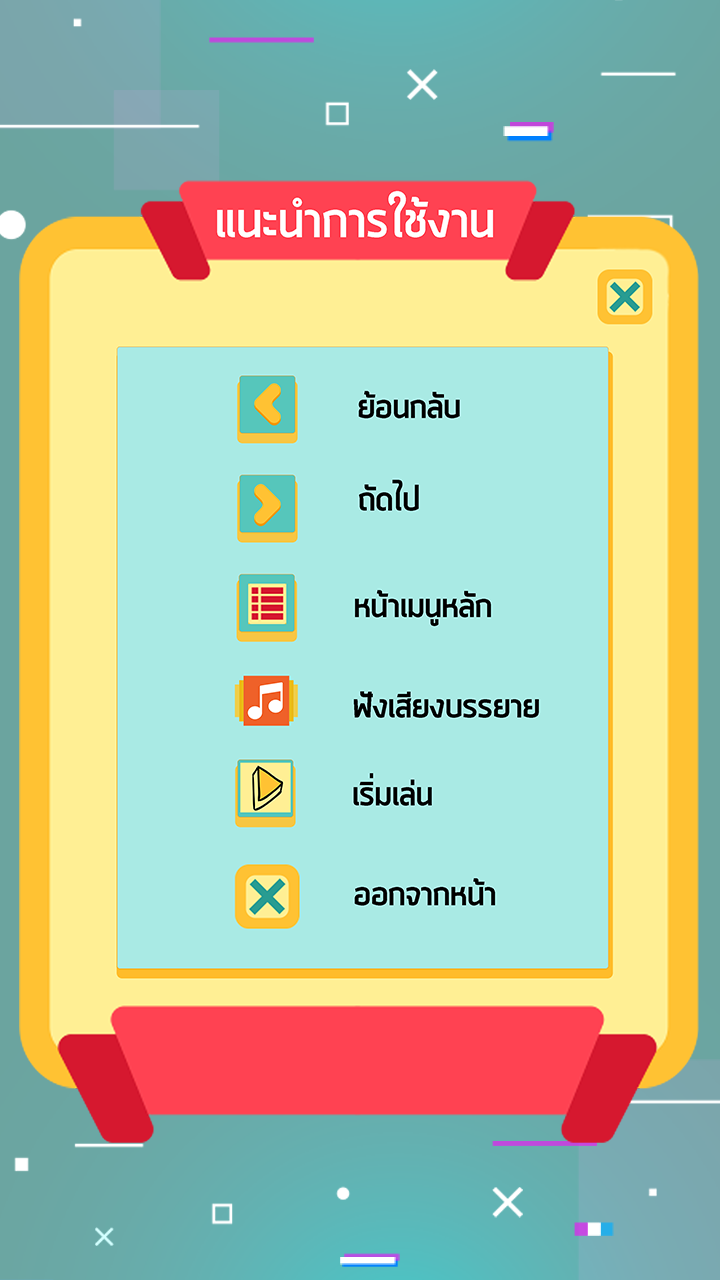 แนะนำการใช้งาน
ย้อนกลับ
ถัดไป
หน้าเมนูหลัก
ฟังเสียงบรรยาย
เริ่มเล่น
ออกจากหน้า